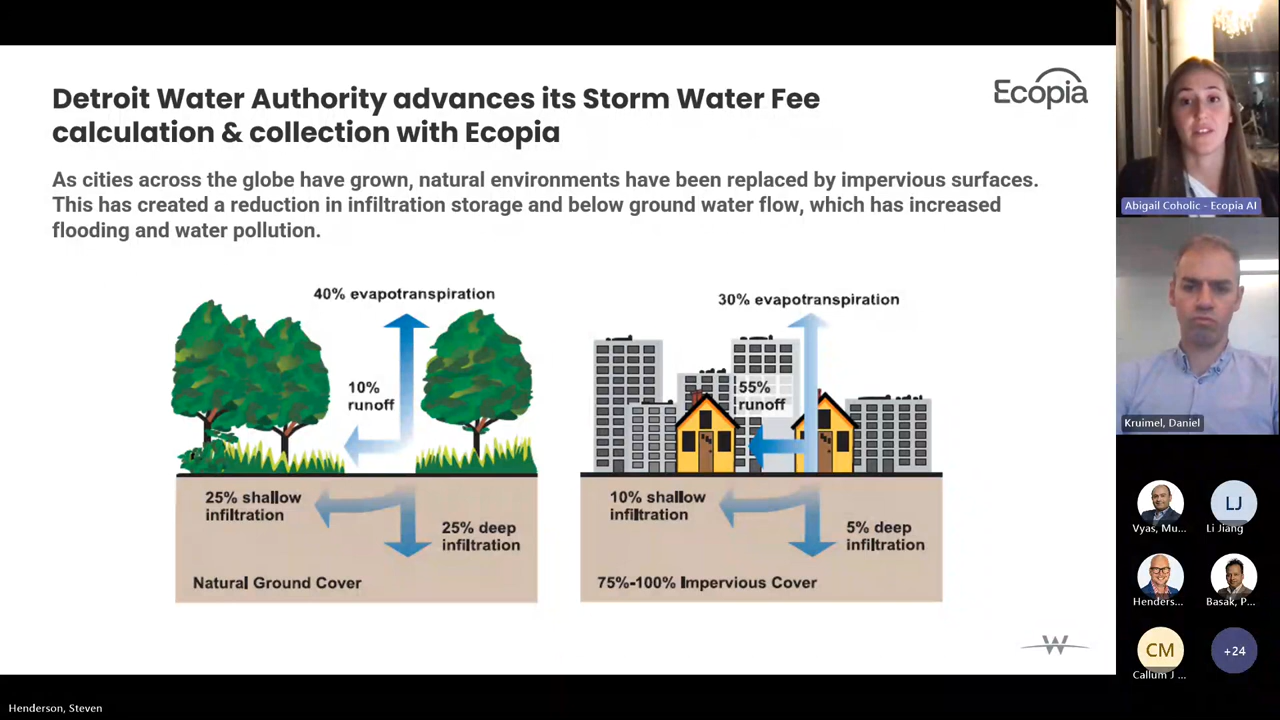 Detroit Water Authority advances its Storm Water Fee
calculation & collection with Ecopia
Ecopia
As cities across the globe have grown, natural environments have been replaced by impervious surfaces.
This has created a reduction in infiltration storage and below ground water flow, which has increased
flooding and water pollution.
40% evapotranspiration
10%
runoff
25% shallow
infiltration
25% deep
infiltration
Natural Ground Cover
30% evapotranspiration
55%
runoff
10% shallow
infiltration
5% deep
infiltration
75%-100% Impervious Cover
W
Abigail Coholic - Ecopia AI
Kruimel, Daniel
Vyas, Mu...
LJ
Li Jiang
Henders...
Basak, P...
CM
Callum J ...
+24
Henderson, Steven